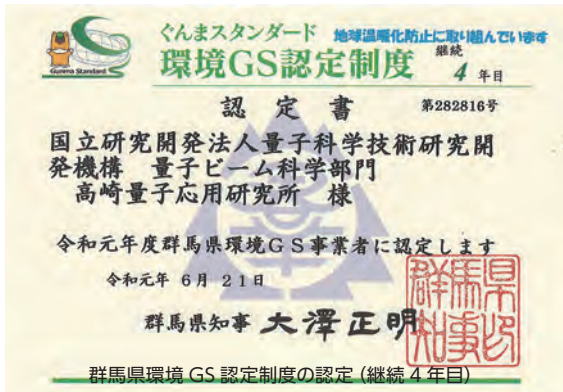 ぐんまスタンダード 地球温暖化防止に取り組んでいます
環境GS認定制度 継続 4 年目
Gunma Standard
認定書 第282816号
国立研究開発法人量子科学技術研究開
発機構 量子ビーム科学部門
高崎量子応用研究所 様
令和元年度群馬県環境GS事業者に認定します
令和元年 6月 21日
群馬県知事 大澤正明
群馬県知事印
群馬県環境 GS 認定制度の認定 (継続 4 年目)